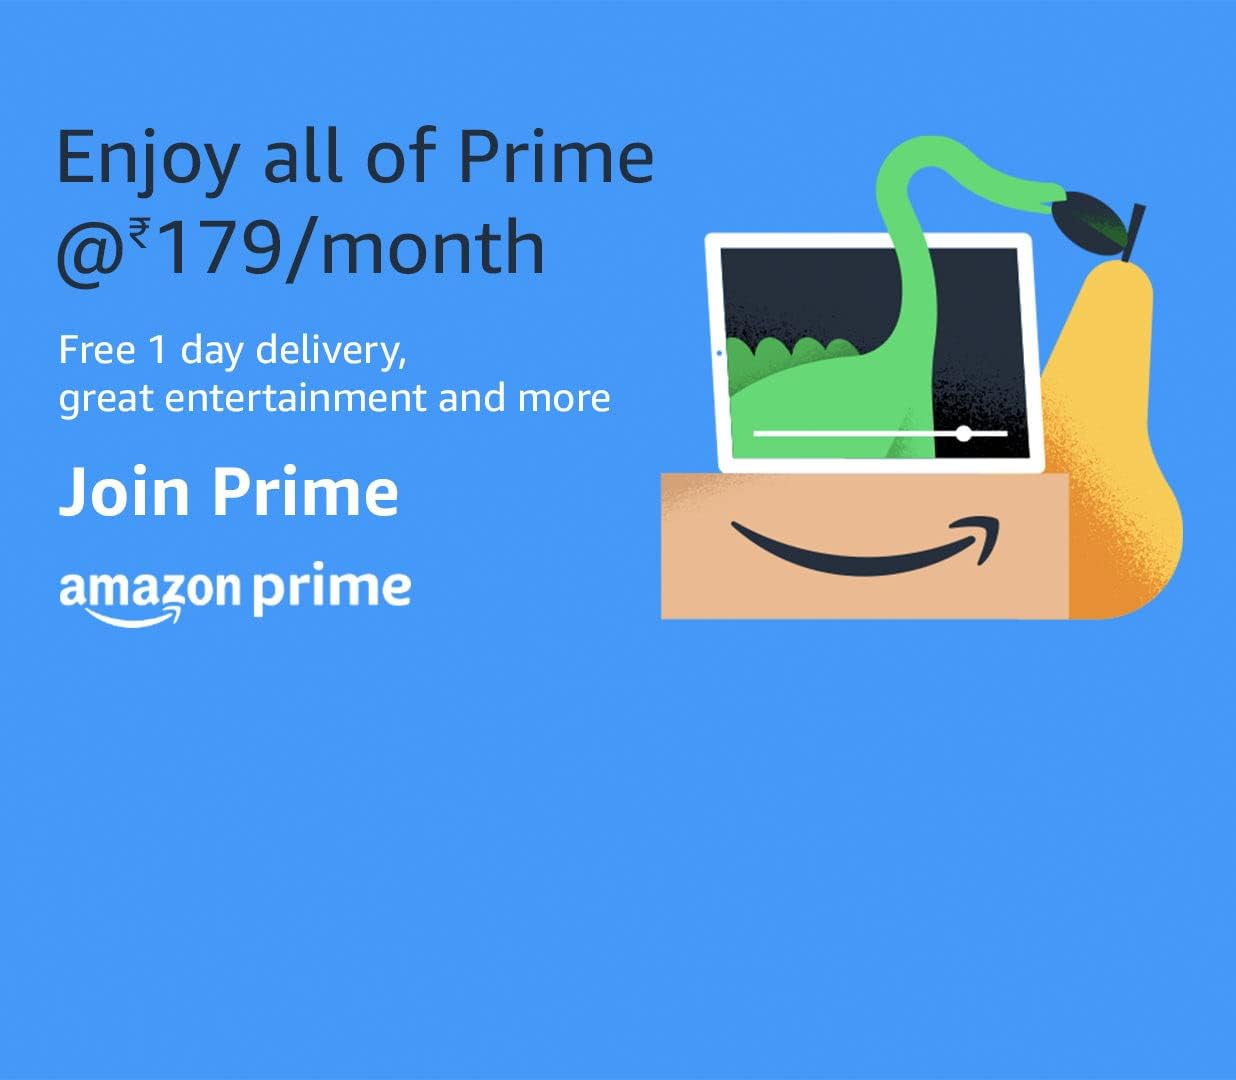 Enjoy all of Prime
@₹179/month
Free 1 day delivery,
great entertainment and more
Join Prime
amazon prime